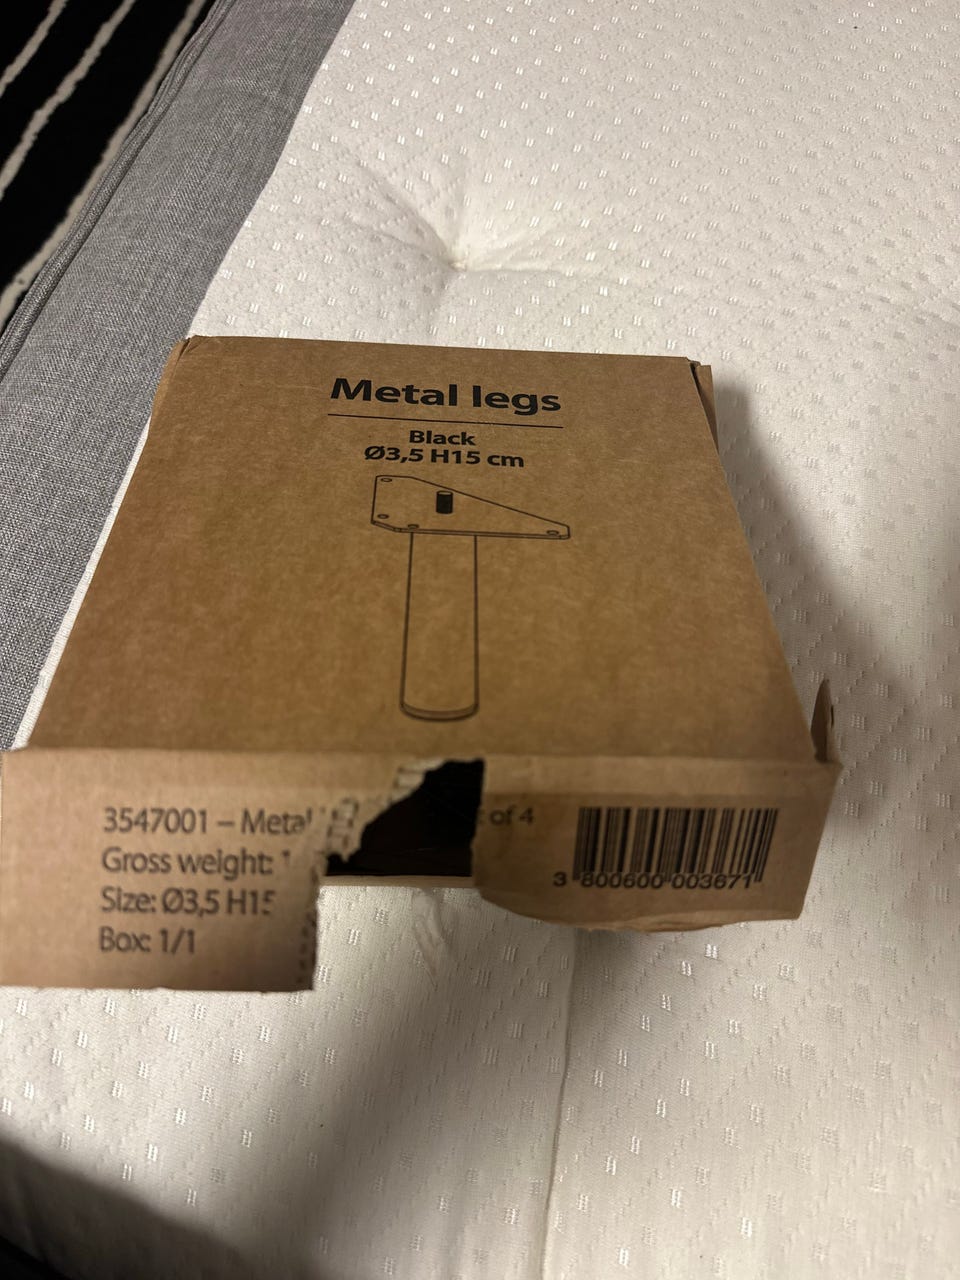 Metal legs
Black
Ø3,5 H15 cm
3547001 – Metal of 4
Gross weight:
Size: Ø3,5 H15
Box: 1/1
3 800600 003671